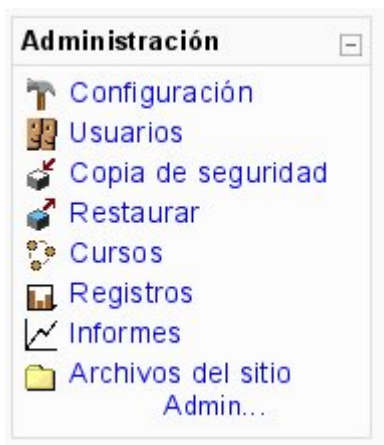 Administración
Configuración
Usuarios
Copia de seguridad
Restaurar
Cursos
Registros
Informes
Archivos del sitio
Admin...